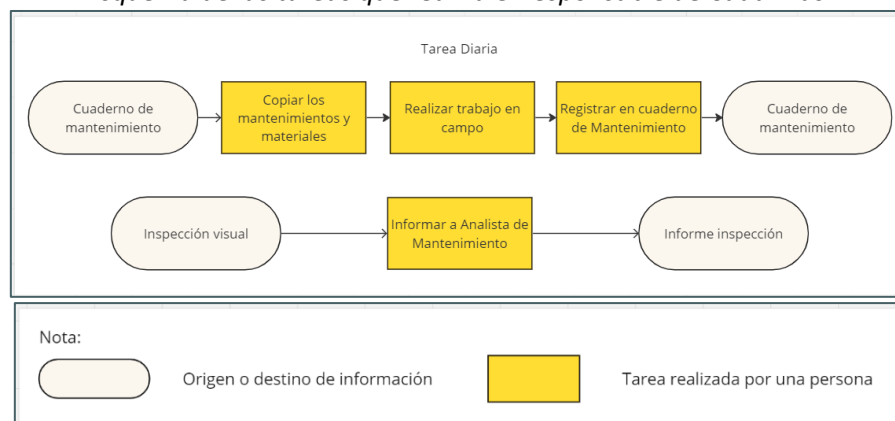 Tarea Diaria
Cuaderno de
mantenimiento
Copiar los
mantenimientos y
materiales
Realizar trabajo en
campo
Registrar en cuaderno
de Mantenimiento
Cuaderno de
mantenimiento
Inspección visual
Informar a Analista de
Mantenimiento
Informe inspección
Nota:
Origen o destino de información
Tarea realizada por una persona